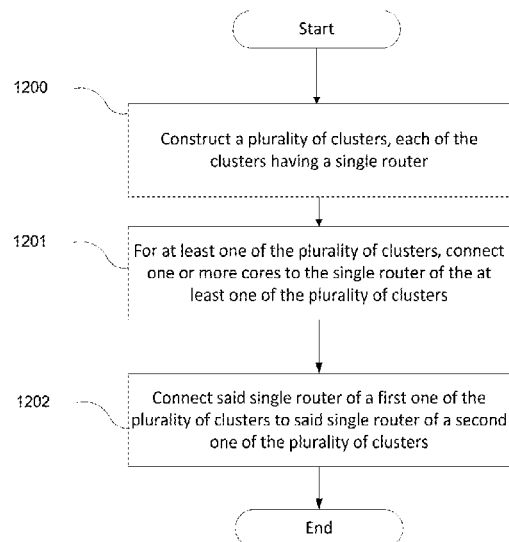 Start
1200
Construct a plurality of clusters, each of the
clusters having a single router
1201
For at least one of the plurality of clusters, connect
one or more cores to the single router of the at
least one of the plurality of clusters
1202
Connect said single router of a first one of the
plurality of clusters to said single router of a second
one of the plurality of clusters
End